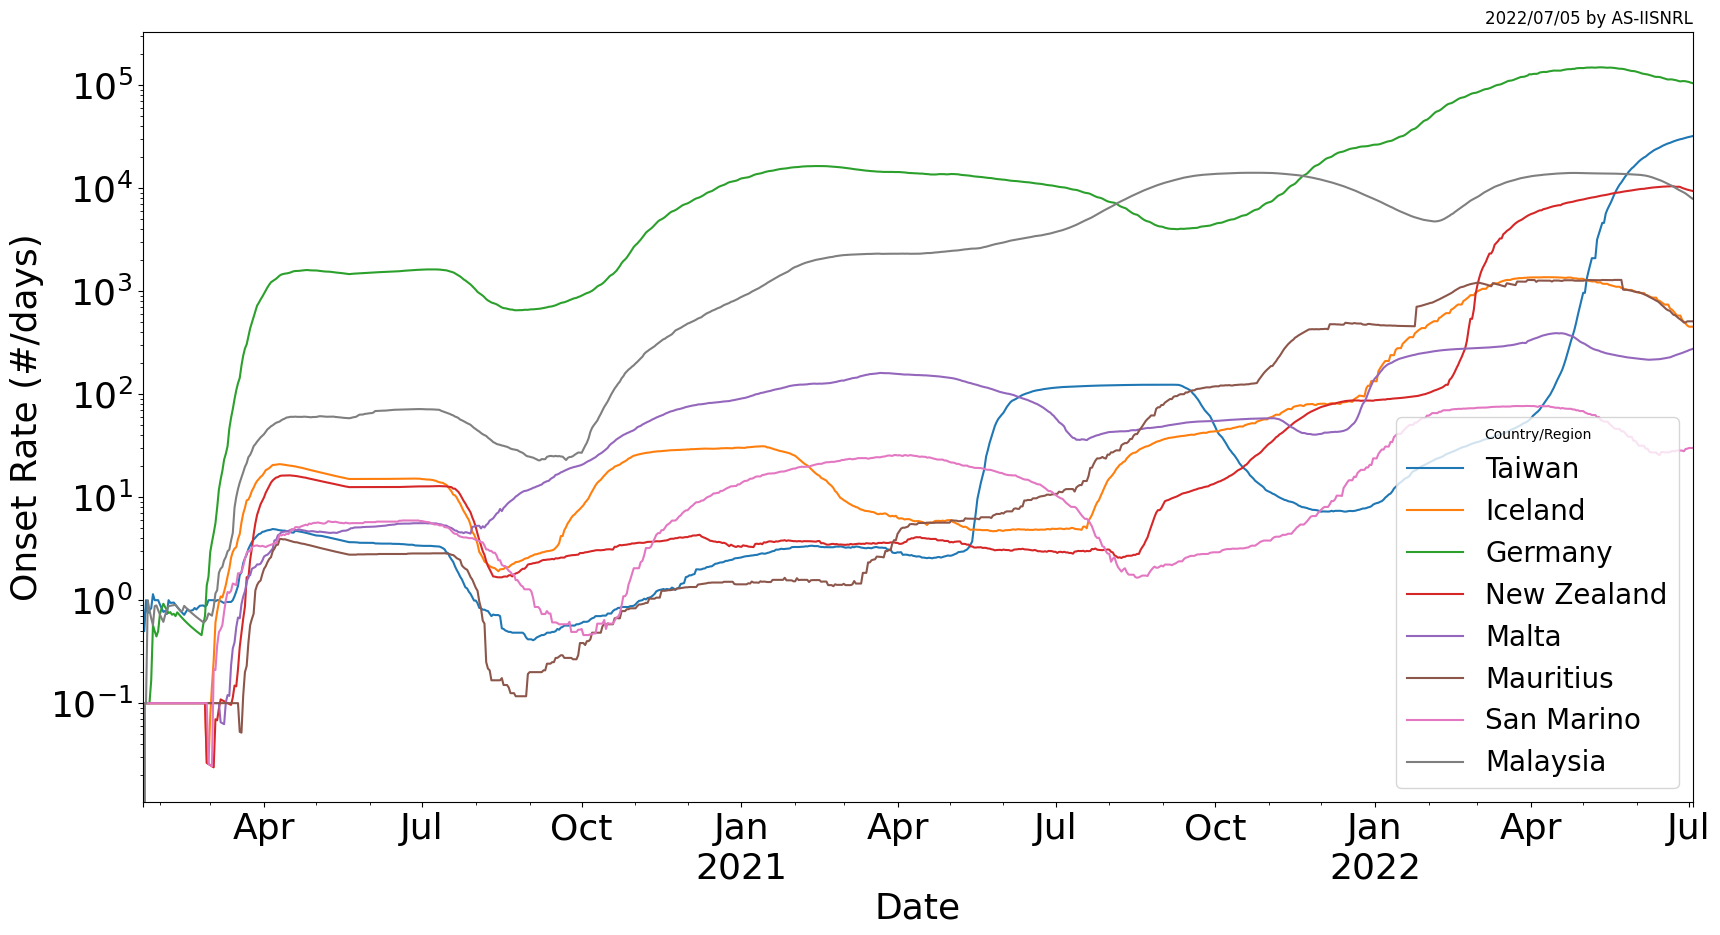 2022/07/05 by AS-IISNRL
Onset Rate (#/days)
10^5
10^4
10^3
10^2
10^1
10^0
10^−1
Country/Region
Taiwan
Iceland
Germany
New Zealand
Malta
Mauritius
San Marino
Malaysia
Apr Jul Oct Jan Apr Jul Oct Jan Apr Jul
2021 2022
Date